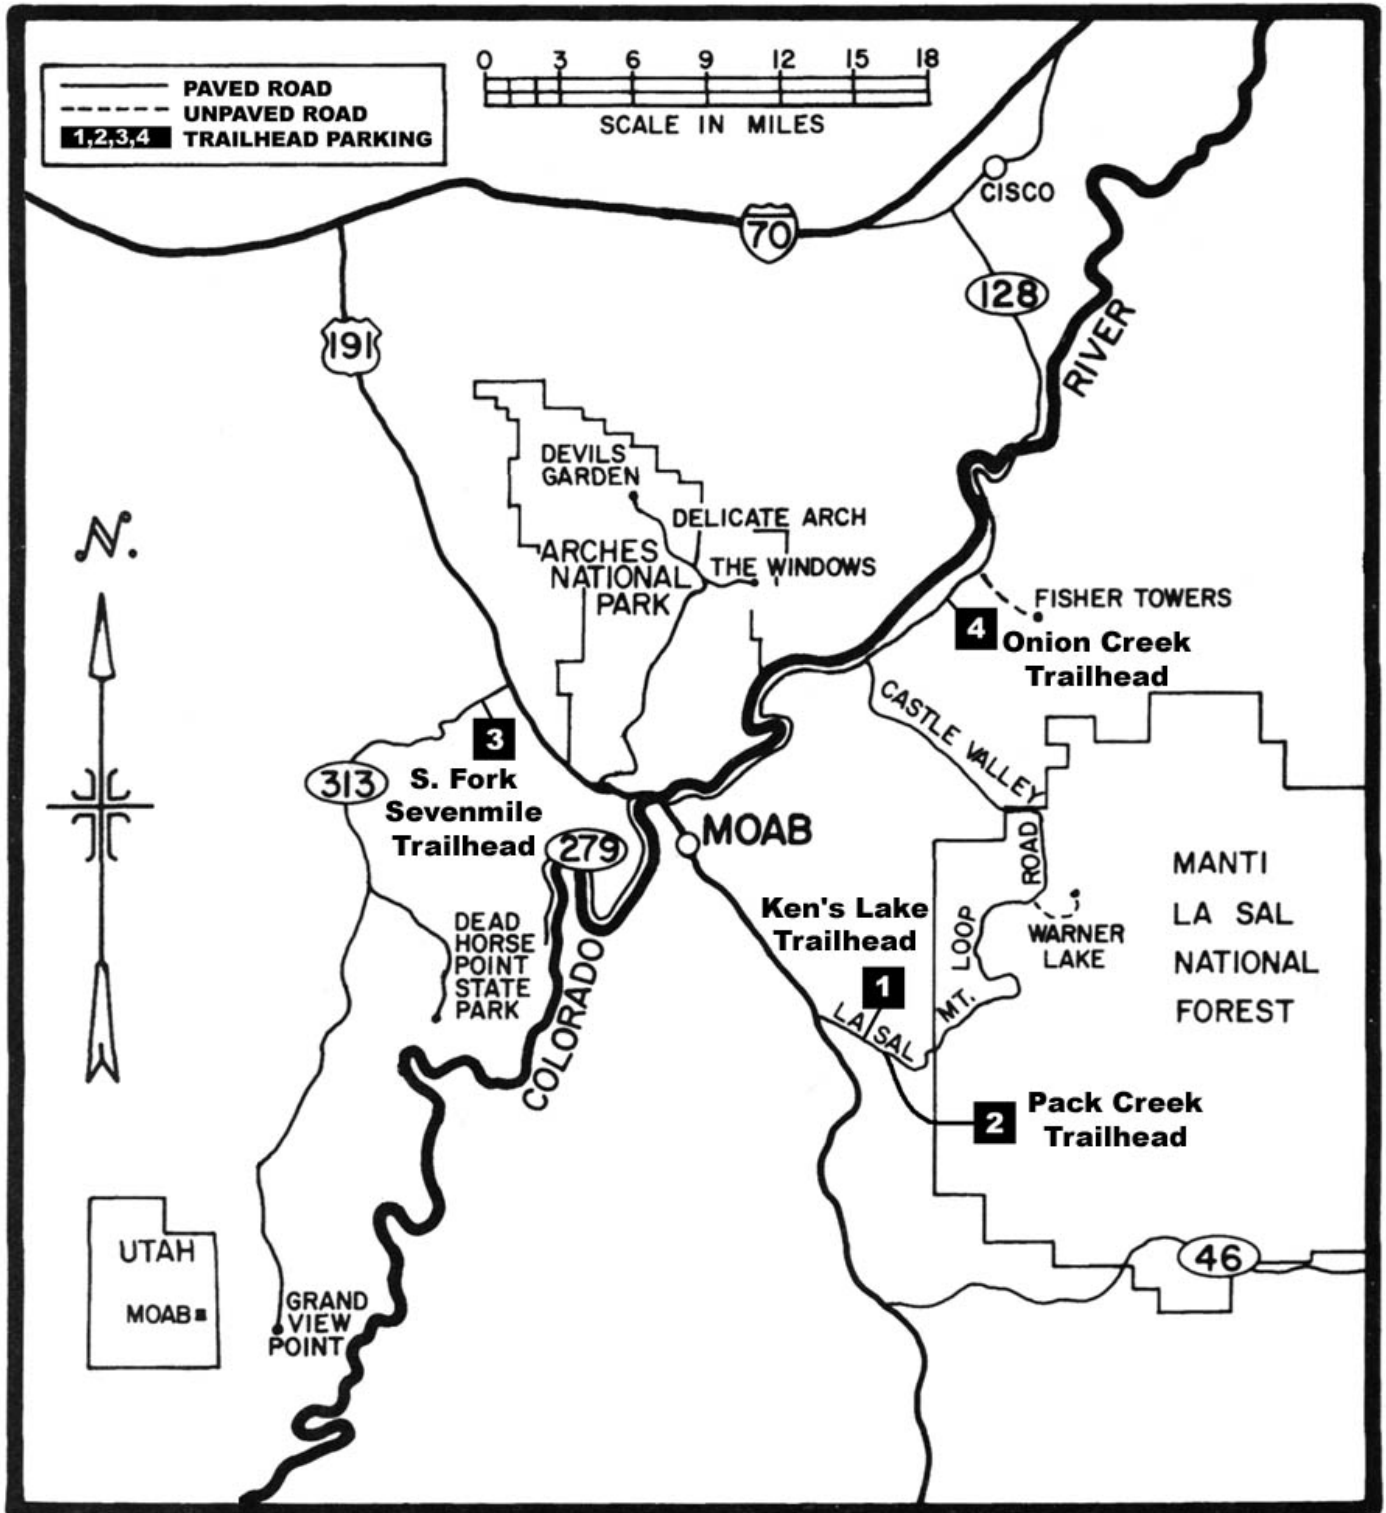 PAVED ROAD
UNPAVED ROAD
1,2,3,4 TRAILHEAD PARKING
0 3 6 9 12 15 18
SCALE IN MILES
CISCO
70
128
191
RIVER
DEVILS
GARDEN
DELICATE ARCH
ARCHES
NATIONAL
PARK
THE WINDOWS
N.
FISHER TOWERS
4
Onion Creek
Trailhead
CASTLE VALLEY
3
S. Fork
Sevenmile
Trailhead
313
279
MOAB
ROAD
MANTI
LA SAL
NATIONAL
FOREST
Ken's Lake
Trailhead
1
LOOP
WARNER
LAKE
DEAD
HORSE
POINT
STATE
PARK
COLORADO
LA SAL
MT.
2
Pack Creek
Trailhead
46
UTAH
MOAB
GRAND
VIEW
POINT